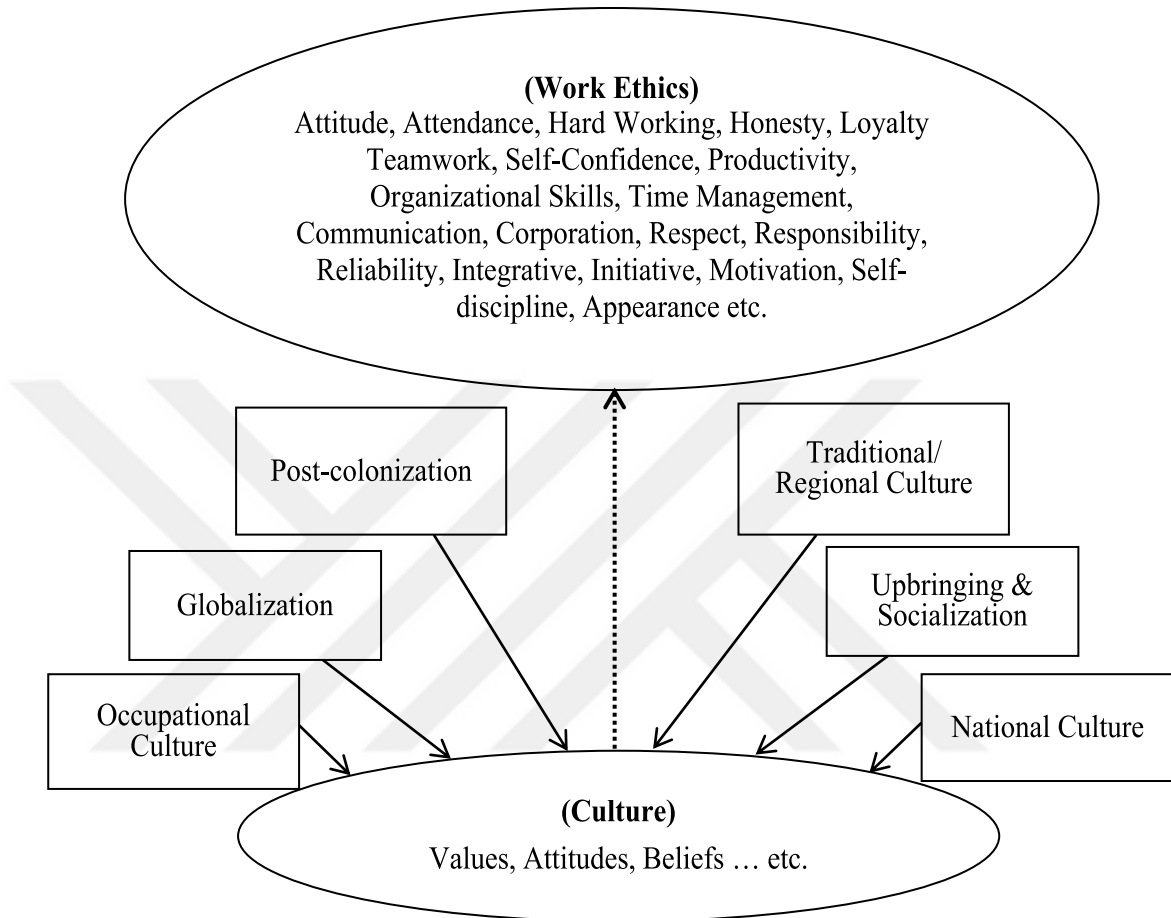 (Work Ethics)
Attitude, Attendance, Hard Working, Honesty, Loyalty
Teamwork, Self-Confidence, Productivity,
Organizational Skills, Time Management,
Communication, Corporation, Respect, Responsibility,
Reliability, Integrative, Initiative, Motivation, Self-
discipline, Appearance etc.
Post-colonization
Traditional/
Regional Culture
Globalization
Upbringing &
Socialization
Occupational
Culture
National Culture
(Culture)
Values, Attitudes, Beliefs … etc.